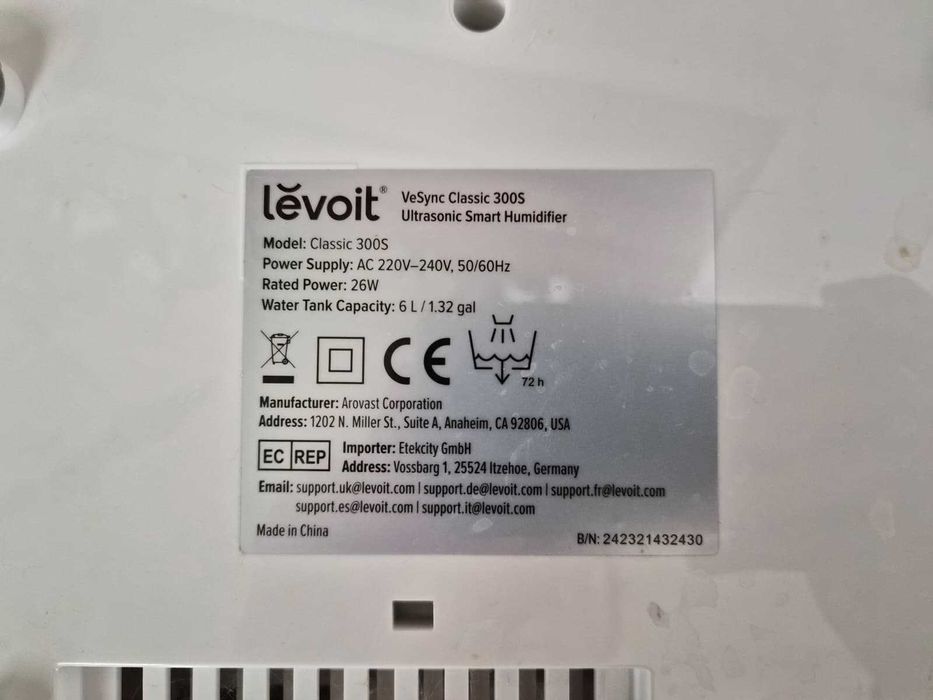 lěvoit®
VeSync Classic 300S
Ultrasonic Smart Humidifier
Model: Classic 300S
Power Supply: AC 220V–240V, 50/60Hz
Rated Power: 26W
Water Tank Capacity: 6 L / 1.32 gal
CE
72 h
Manufacturer: Arovast Corporation
Address: 1202 N. Miller St., Suite A, Anaheim, CA 92806, USA
EC REP
Importer: Etekcity GmbH
Address: Vossbarg 1, 25524 Itzehoe, Germany
Email: support.uk@levoit.com | support.de@levoit.com | support.fr@levoit.com
support.es@levoit.com | support.it@levoit.com
Made in China
B/N: 242321432430